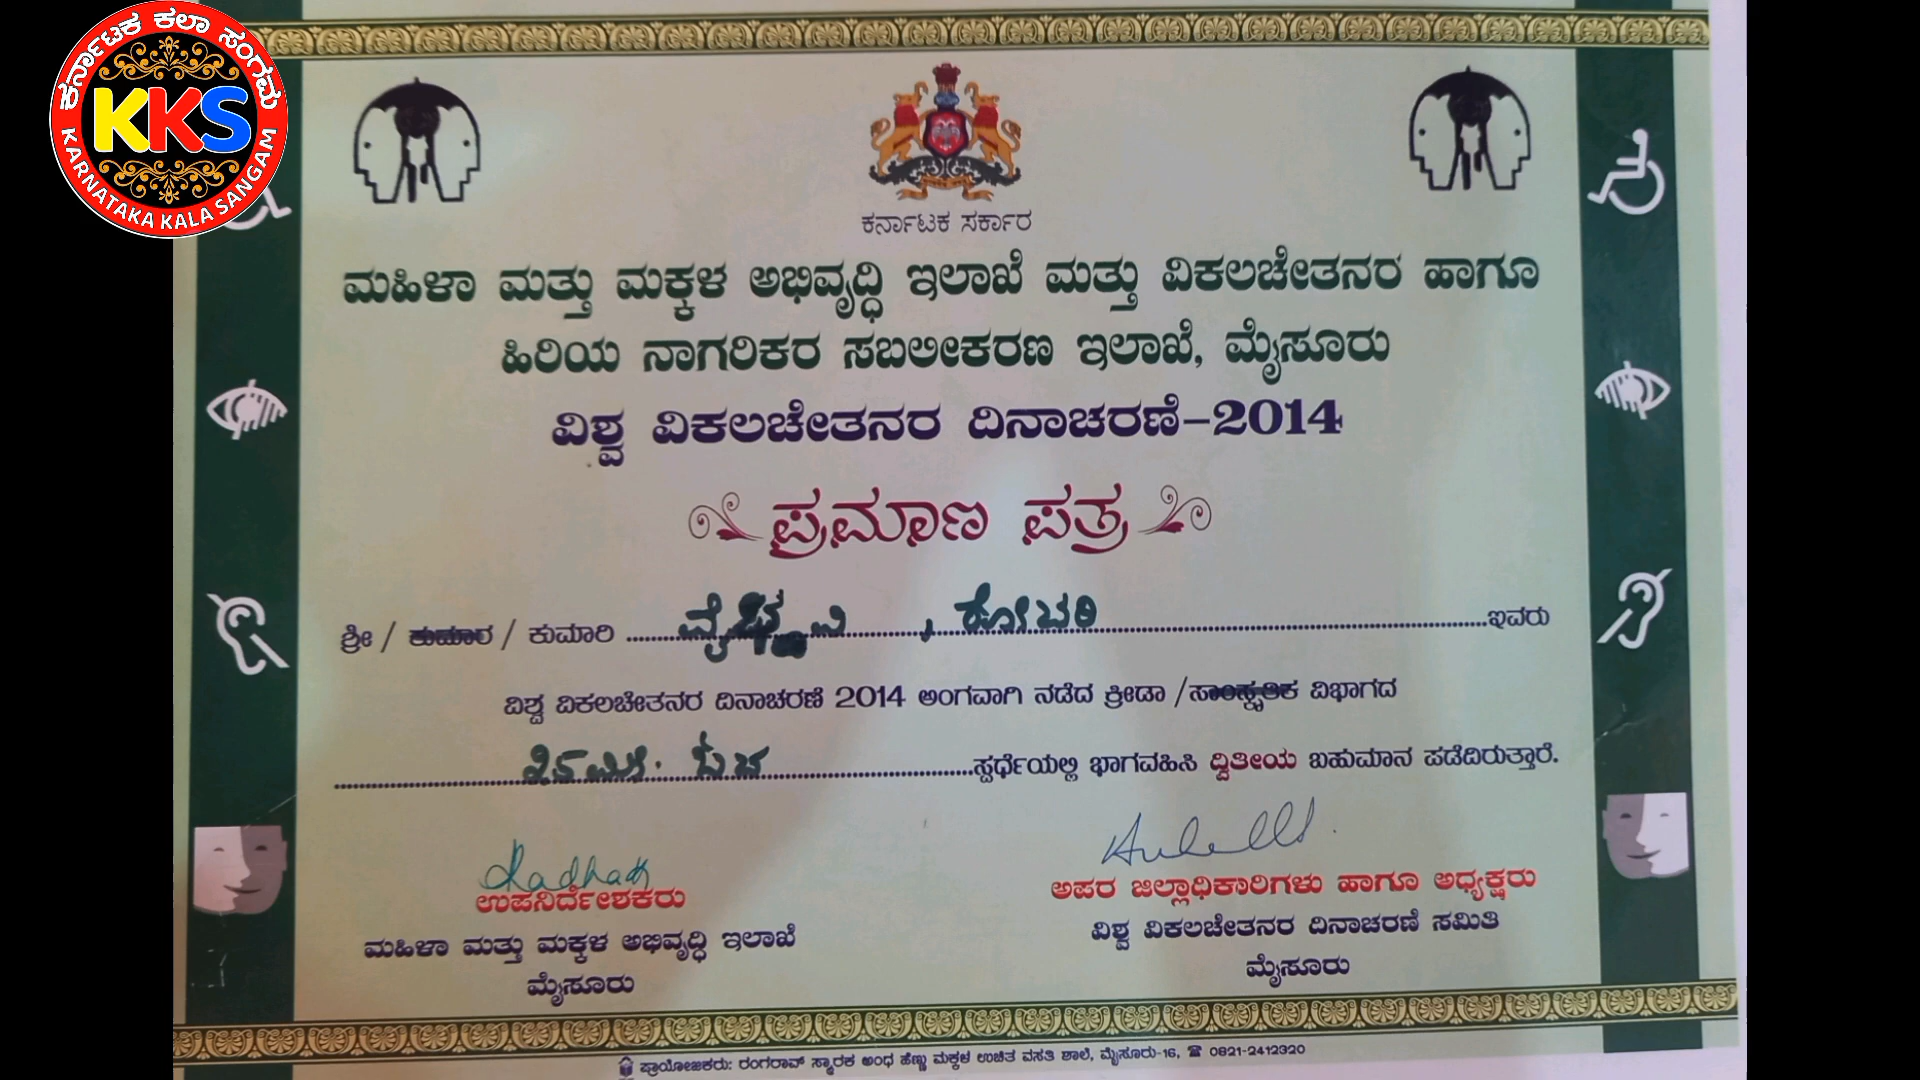 ಕರ್ನಾಟಕ ಕಲಾ ಸಂಗಮ
KKS
KARNATAKA KALA SANGAM
ಕರ್ನಾಟಕ ಸರ್ಕಾರ
ಮಹಿಳಾ ಮತ್ತು ಮಕ್ಕಳ ಅಭಿವೃದ್ಧಿ ಇಲಾಖೆ ಮತ್ತು ವಿಕಲಚೇತನರ ಹಾಗೂ
ಹಿರಿಯ ನಾಗರಿಕರ ಸಬಲೀಕರಣ ಇಲಾಖೆ, ಮೈಸೂರು
ವಿಶ್ವ ವಿಕಲಚೇತನರ ದಿನಾಚರಣೆ-2014
ಪ್ರಮಾಣ ಪತ್ರ
ಶ್ರೀ / ಕುಮಾರ / ಕುಮಾರಿ ಇವರು
ವಿಶ್ವ ವಿಕಲಚೇತನರ ದಿನಾಚರಣೆ 2014 ಅಂಗವಾಗಿ ನಡೆದ ಕ್ರೀಡಾ /ಸಾಂಸ್ಕೃತಿಕ ವಿಭಾಗದ
ಸ್ಪರ್ಧೆಯಲ್ಲಿ ಭಾಗವಹಿಸಿ ದ್ವಿತೀಯ ಬಹುಮಾನ ಪಡೆದಿರುತ್ತಾರೆ.
ಉಪನಿರ್ದೇಶಕರು
ಮಹಿಳಾ ಮತ್ತು ಮಕ್ಕಳ ಅಭಿವೃದ್ಧಿ ಇಲಾಖೆ
ಮೈಸೂರು
ಅಪರ ಜಿಲ್ಲಾಧಿಕಾರಿಗಳು ಹಾಗೂ ಅಧ್ಯಕ್ಷರು
ವಿಶ್ವ ವಿಕಲಚೇತನರ ದಿನಾಚರಣೆ ಸಮಿತಿ
ಮೈಸೂರು
ಪ್ರಾಯೋಜಕರು: ರಂಗರಾವ್ ಸ್ಮಾರಕ ಅಂಧ ಹೆಣ್ಣು ಮಕ್ಕಳ ಉಚಿತ ವಸತಿ ಶಾಲೆ, ಮೈಸೂರು-16, ☎ 0821-2412320